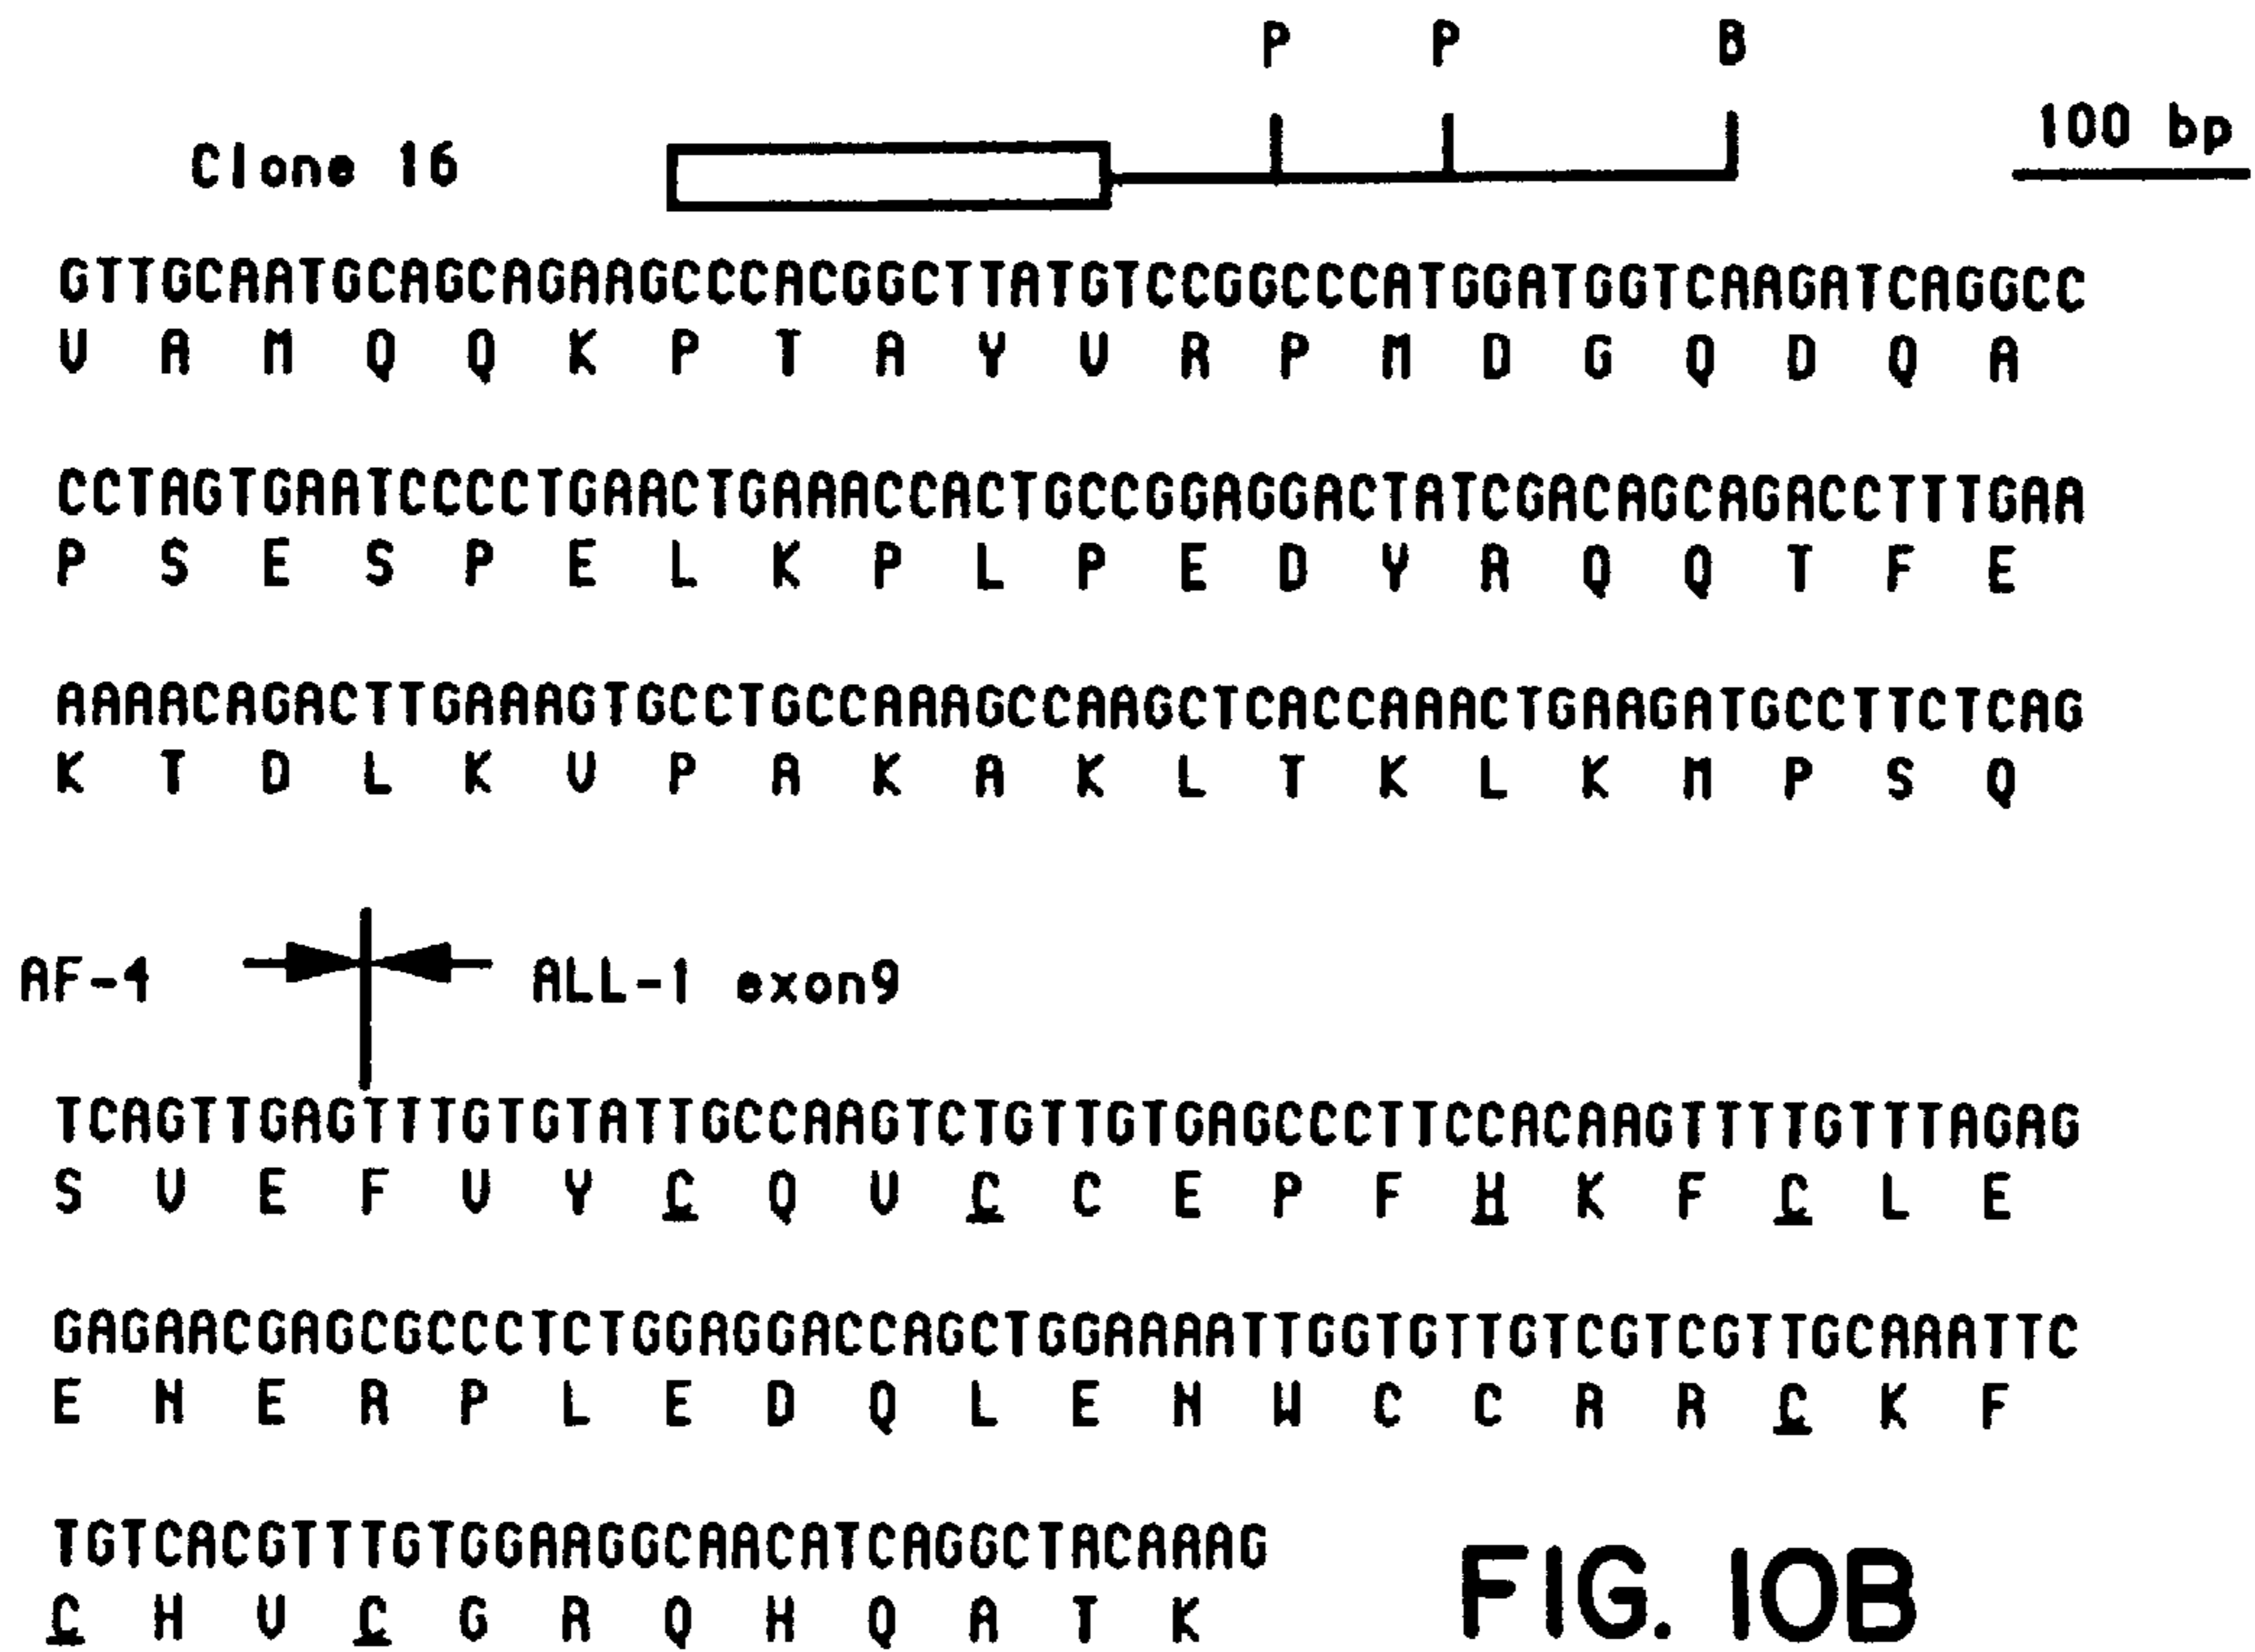 P P B
Clone 16
100 bp
GTTGCAATGCAGCAGAAGCCCACGGCTTATGTCCGGCCCATGGATGGTCAAGATCAGGCC
V A M Q Q K P T A Y V R P M D G Q D Q A
CCTAGTGAATCCCCTGAACTGAAACCACTGCCGGAGGACTATCGACAGCAGACCTTTGAA
P S E S P E L K P L P E D Y R Q Q T F E
AAAACAGACTTGAAAGTGCCTGCCAAAGCCAAGCTCACCAAACTGAAGATGCCTTCTCAG
K T D L K V P A K A K L T K L K M P S Q
AF-4 ALL-1 exon9
TCAGTTGAGTTTGTGTATTGCCAAGTCTGTTGTGAGCCCTTCCACAAGTTTTGTTTAGAG
S V E F V Y C Q V C C E P F H K F C L E
GAGAACGAGCGCCCTCTGGAGGACCAGCTGGAAAATTGGTGTTGTCGTCGTTGCAAATTC
E N E R P L E D Q L E N W C C R R C K F
TGTCACGTTTGTGGAAGGCAACATCAGGCTACAAAG
C H V C G R Q H Q A T K
FIG. 10B